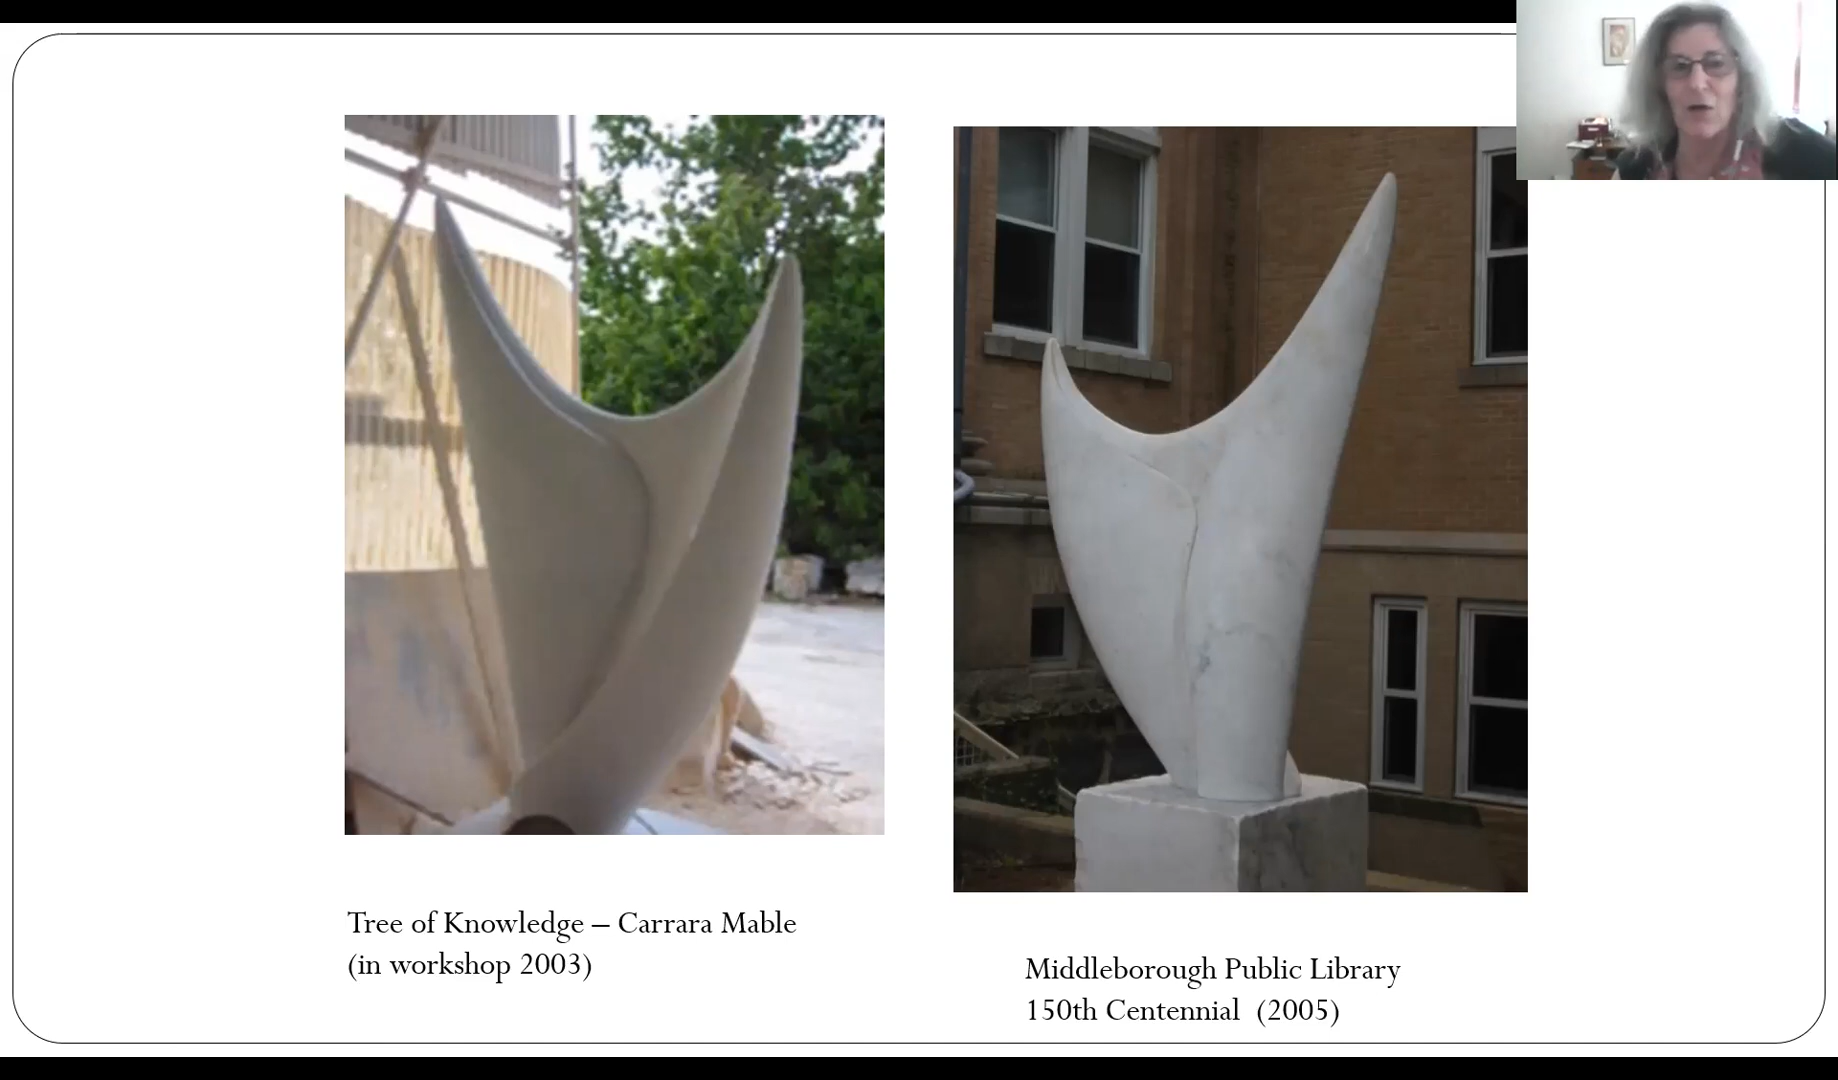 Tree of Knowledge – Carrara Mable
(in workshop 2003)
Middleborough Public Library
150th Centennial (2005)